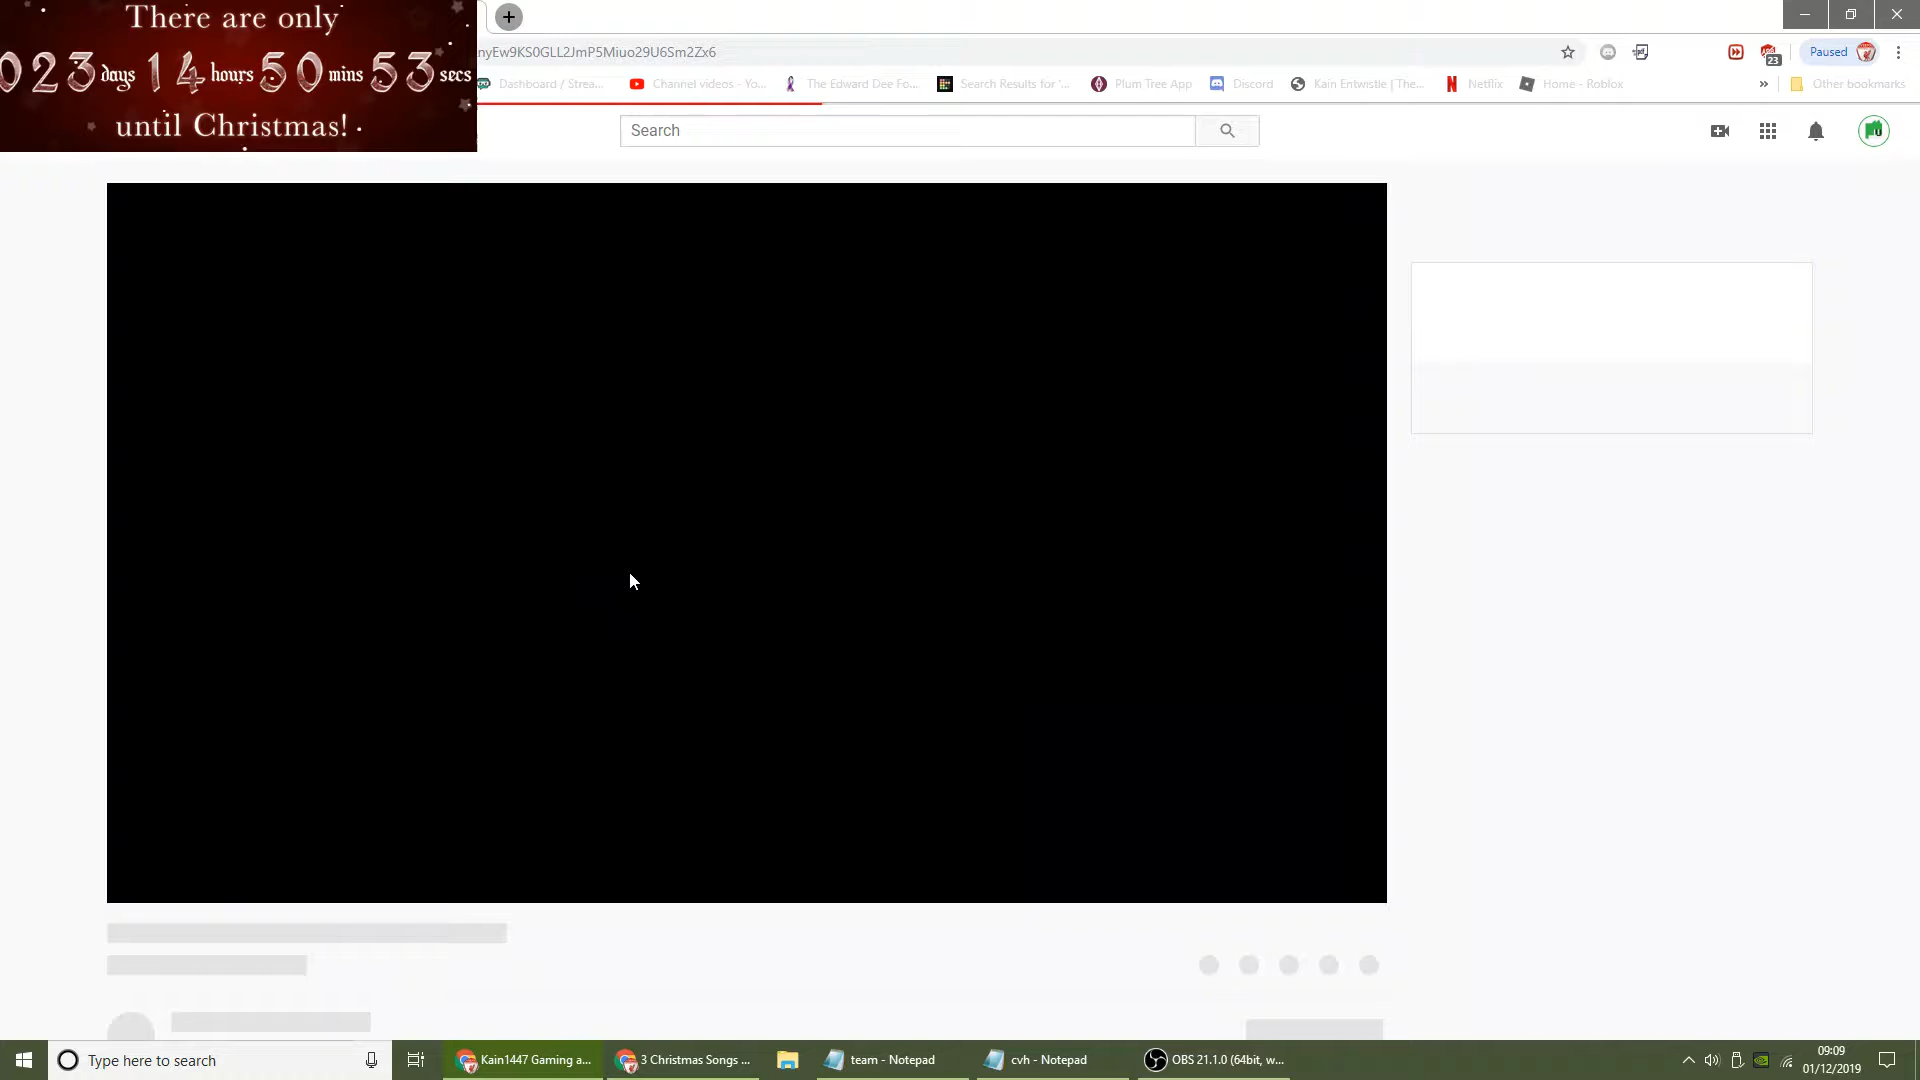 There are only
023 days 14 hours 50 mins 53 secs
until Christmas!
nyEw9KS0GLL2JmP5Miuo29U6Sm2Zx6
23
Paused
Dashboard / Strea...
Channel videos - Yo...
The Edward Dee Fo...
Search Results for '...
Plum Tree App
Discord
Kain Entwistle | The...
Netflix
Home - Roblox
»
Other bookmarks
Search
Type here to search
Kain1447 Gaming a...
3 Christmas Songs ...
team - Notepad
cvh - Notepad
OBS 21.1.0 (64bit, w...
09:09
01/12/2019